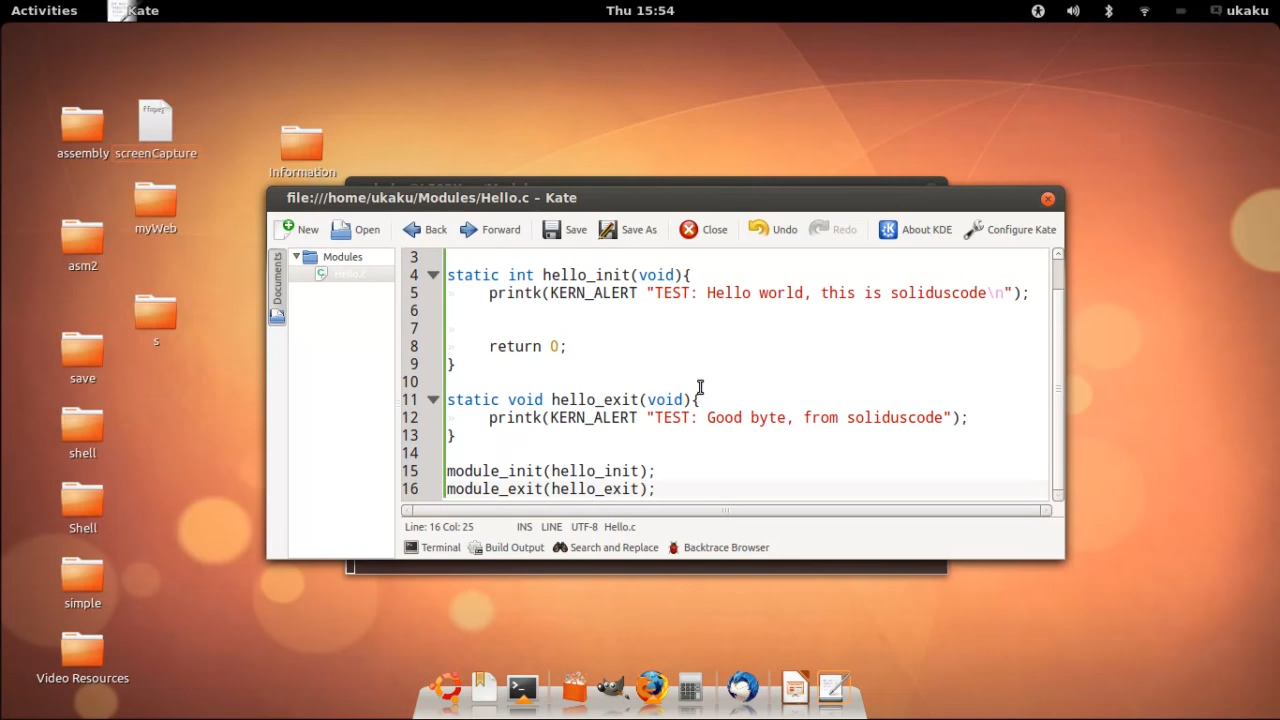 Activities
Kate
Thu 15:54
ukaku
assembly
screenCapture
Information
myWeb
asm2
s
save
shell
Shell
simple
Video Resources
file:///home/ukaku/Modules/Hello.c – Kate
New
Open
Back
Forward
Save
Save As
Close
Undo
Redo
About KDE
Configure Kate
Documents
Modules
Hello.c
3
4 static int hello_init(void){
5 printk(KERN_ALERT "TEST: Hello world, this is soliduscode\n");
6
7
8 return 0;
9 }
10
11 static void hello_exit(void){
12 printk(KERN_ALERT "TEST: Good byte, from soliduscode");
13 }
14
15 module_init(hello_init);
16 module_exit(hello_exit);
Line: 16 Col: 25 INS LINE UTF-8 Hello.c
Terminal
Build Output
Search and Replace
Backtrace Browser